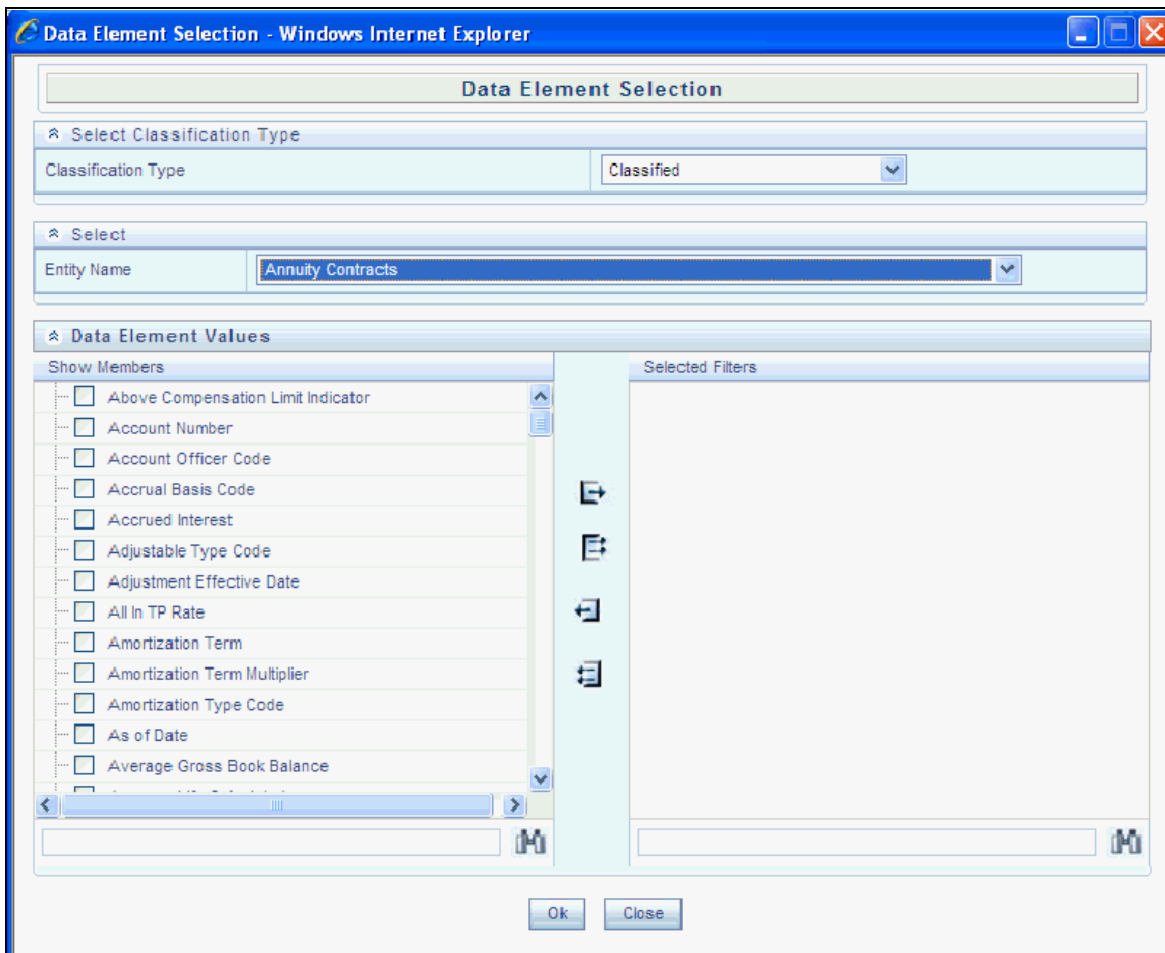 Data Element Selection - Windows Internet Explorer
Data Element Selection
Select Classification Type
Classification Type
Classified
Select
Entity Name
Annuity Contracts
Data Element Values
Show Members
Selected Filters
Above Compensation Limit Indicator
Account Number
Account Officer Code
Accrual Basis Code
Accrued Interest
Adjustable Type Code
Adjustment Effective Date
All In TP Rate
Amortization Term
Amortization Term Multiplier
Amortization Type Code
As of Date
Average Gross Book Balance
Ok
Close